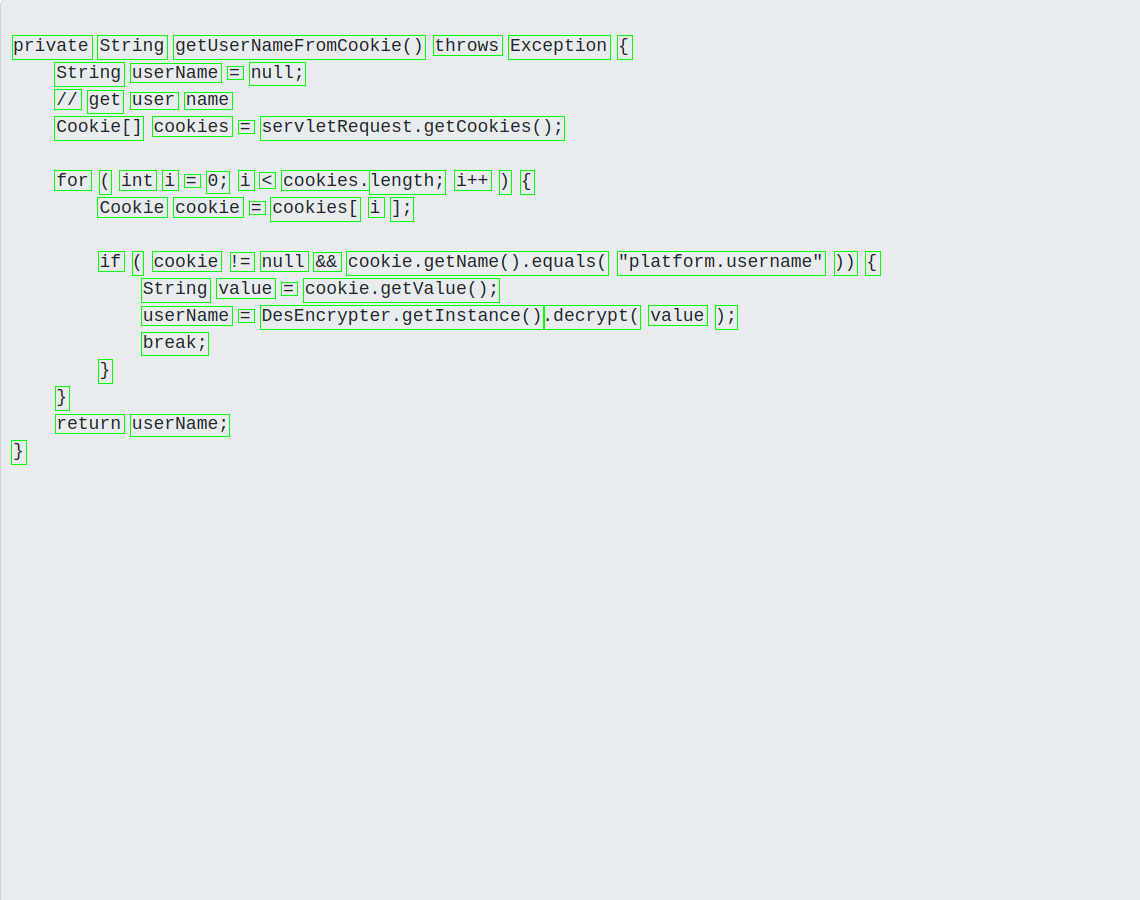 private String getUserNameFromCookie() throws Exception {
    String userName = null;
    // get user name
    Cookie[] cookies = servletRequest.getCookies();
    for ( int i = 0; i < cookies.length; i++ ) {
        Cookie cookie = cookies[ i ];
        if ( cookie != null && cookie.getName().equals( "platform.username" )) {
            String value = cookie.getValue();
            userName = DesEncrypter.getInstance().decrypt( value );
            break;
        }
    }
    return userName;
}